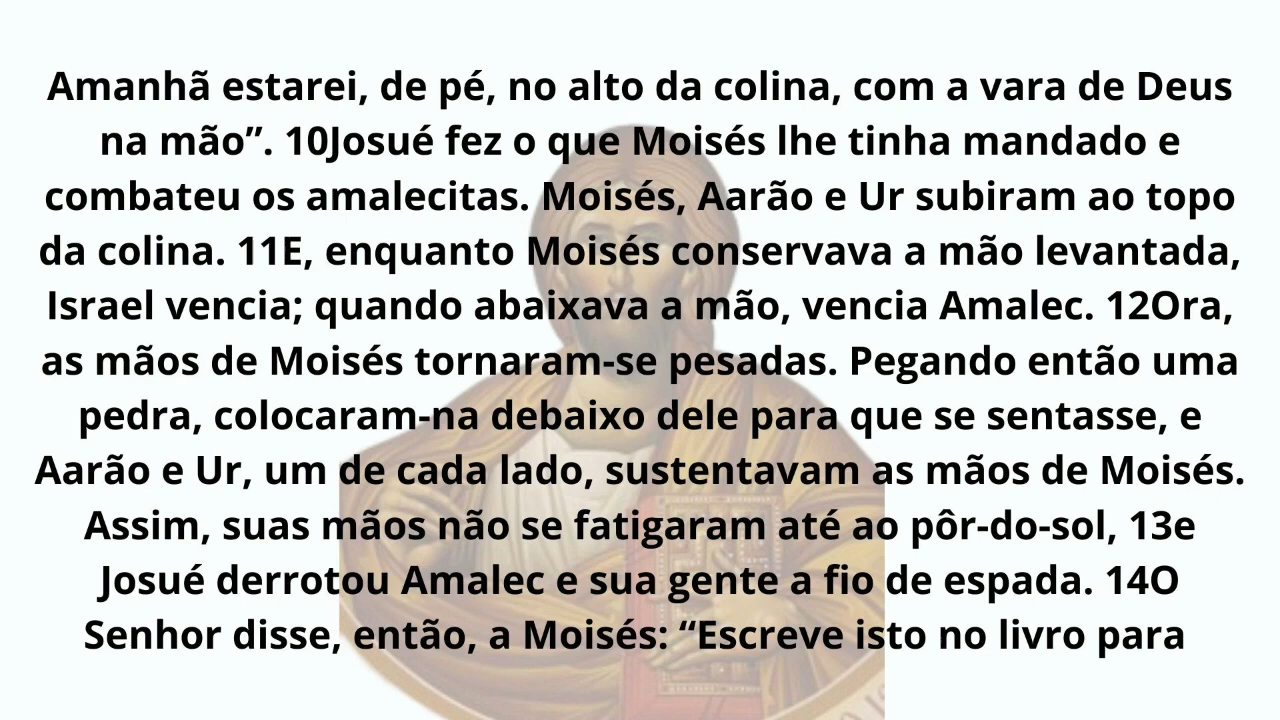 Amanhã estarei, de pé, no alto da colina, com a vara de Deus
na mão”. 10Josué fez o que Moisés lhe tinha mandado e
combateu os amalecitas. Moisés, Aarão e Ur subiram ao topo
da colina. 11E, enquanto Moisés conservava a mão levantada,
Israel vencia; quando abaixava a mão, vencia Amalec. 12Ora,
as mãos de Moisés tornaram-se pesadas. Pegando então uma
pedra, colocaram-na debaixo dele para que se sentasse, e
Aarão e Ur, um de cada lado, sustentavam as mãos de Moisés.
Assim, suas mãos não se fatigaram até ao pôr-do-sol, 13e
Josué derrotou Amalec e sua gente a fio de espada. 14O
Senhor disse, então, a Moisés: “Escreve isto no livro para